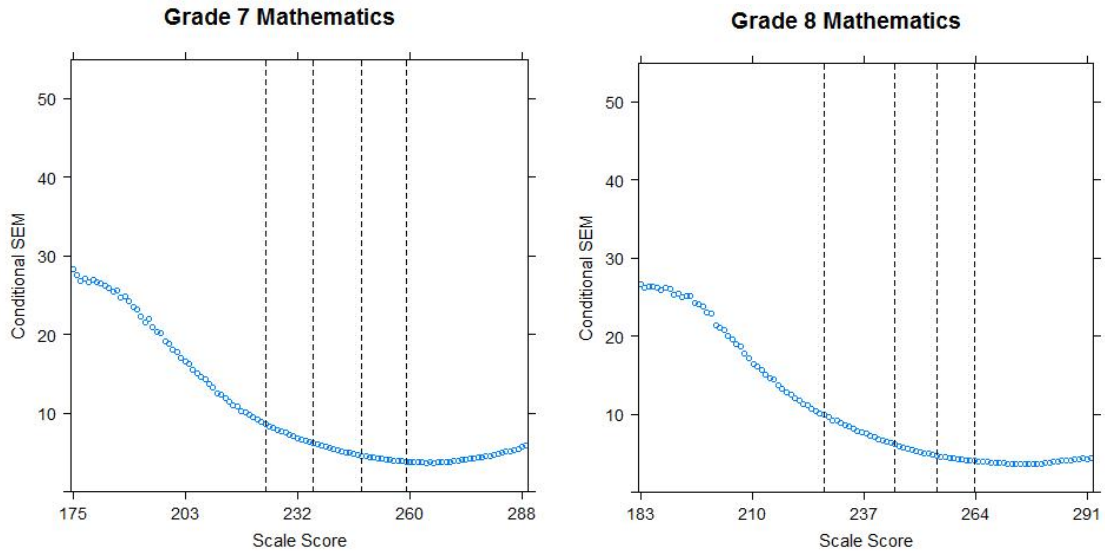 Grade 7 Mathematics
50
40
30
20
10
Conditional SEM
175 203 232 260 288
Scale Score
Grade 8 Mathematics
50
40
30
20
10
Conditional SEM
183 210 237 264 291
Scale Score